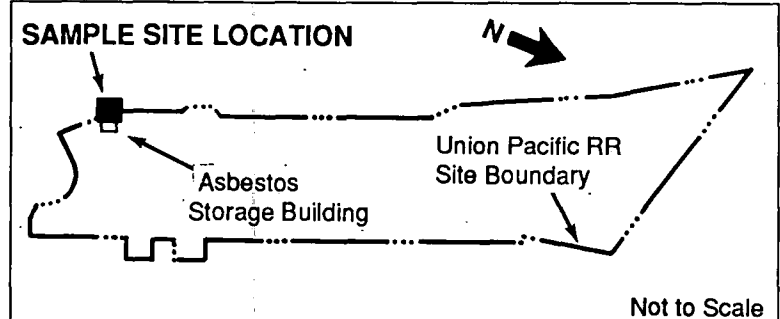 SAMPLE SITE LOCATION
N
Union Pacific RR
Site Boundary
Asbestos
Storage Building
Not to Scale